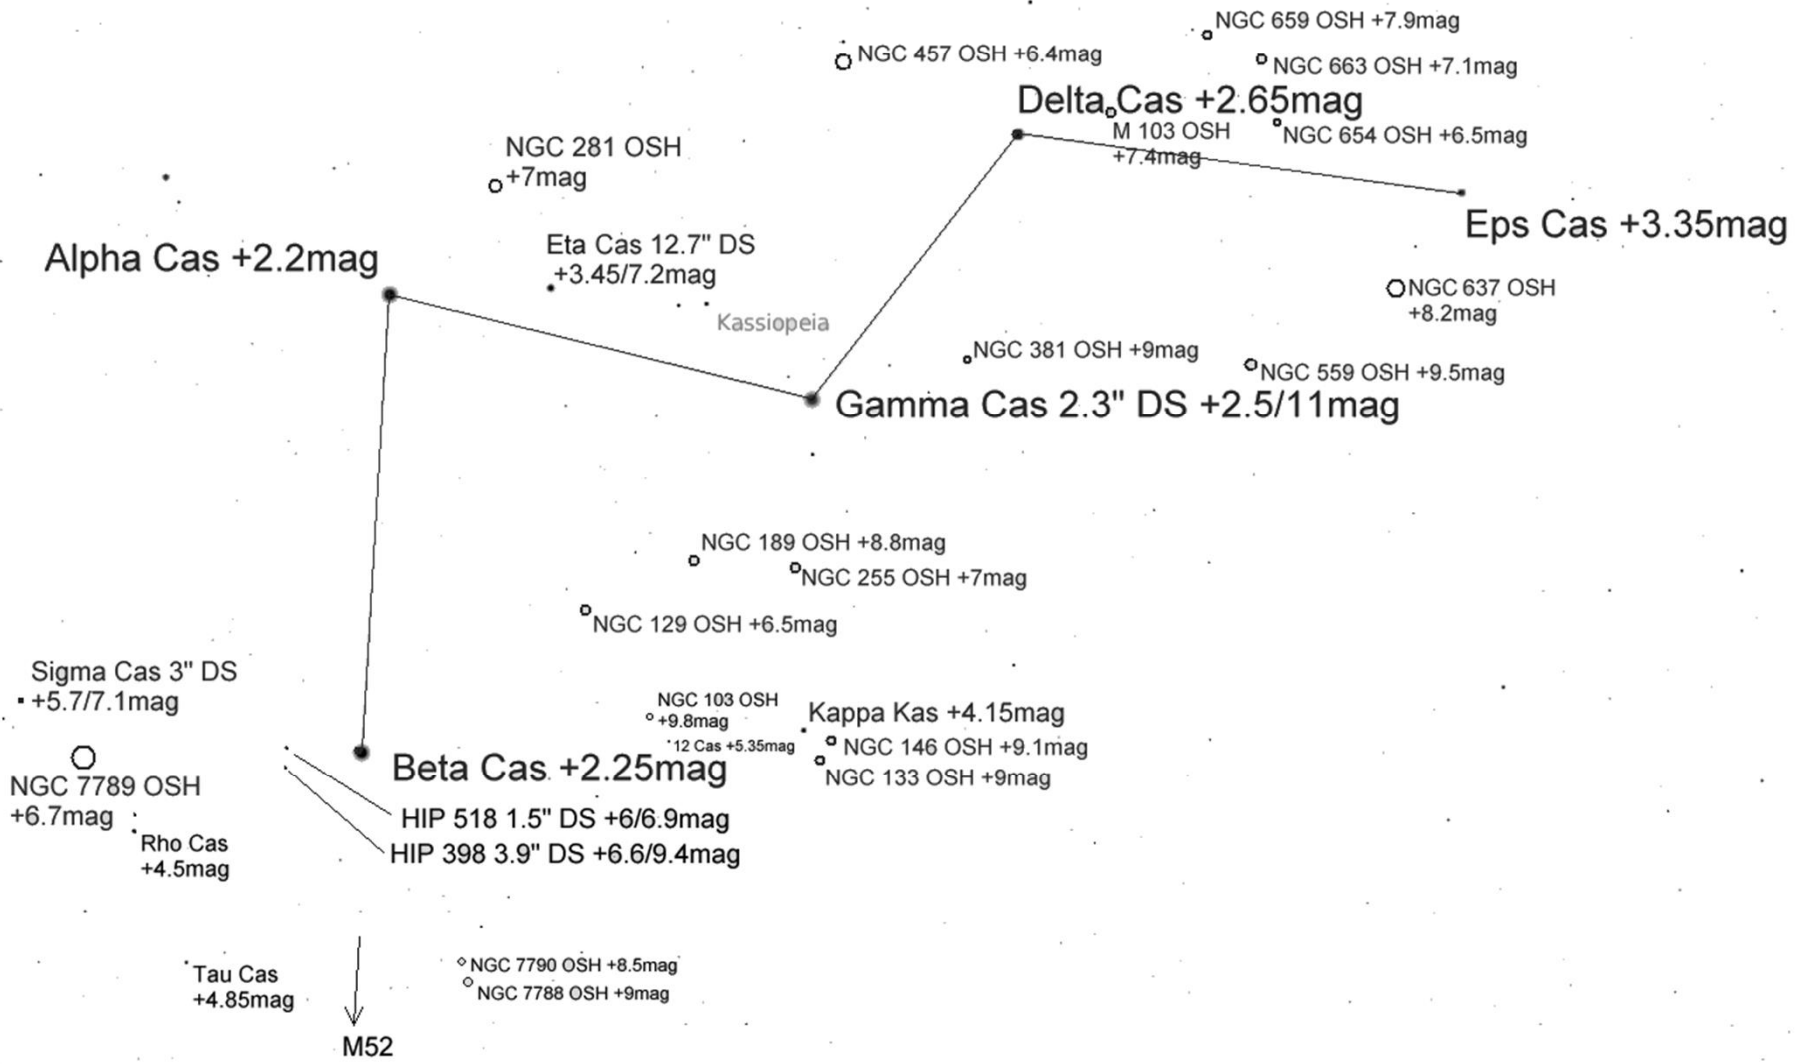 NGC 659 OSH +7.9mag
NGC 457 OSH +6.4mag
NGC 663 OSH +7.1mag
Delta Cas +2.65mag
M 103 OSH
+7.4mag
NGC 654 OSH +6.5mag
NGC 281 OSH
+7mag
Eps Cas +3.35mag
Alpha Cas +2.2mag
Eta Cas 12.7" DS
+3.45/7.2mag
NGC 637 OSH
+8.2mag
Kassiopeia
NGC 381 OSH +9mag
NGC 559 OSH +9.5mag
Gamma Cas 2.3" DS +2.5/11mag
NGC 189 OSH +8.8mag
NGC 255 OSH +7mag
NGC 129 OSH +6.5mag
Sigma Cas 3" DS
+5.7/7.1mag
NGC 103 OSH
+9.8mag
Kappa Kas +4.15mag
12 Cas +5.35mag
NGC 146 OSH +9.1mag
Beta Cas +2.25mag
NGC 133 OSH +9mag
NGC 7789 OSH
+6.7mag
HIP 518 1.5" DS +6/6.9mag
Rho Cas
+4.5mag
HIP 398 3.9" DS +6.6/9.4mag
NGC 7790 OSH +8.5mag
Tau Cas
+4.85mag
NGC 7788 OSH +9mag
M52